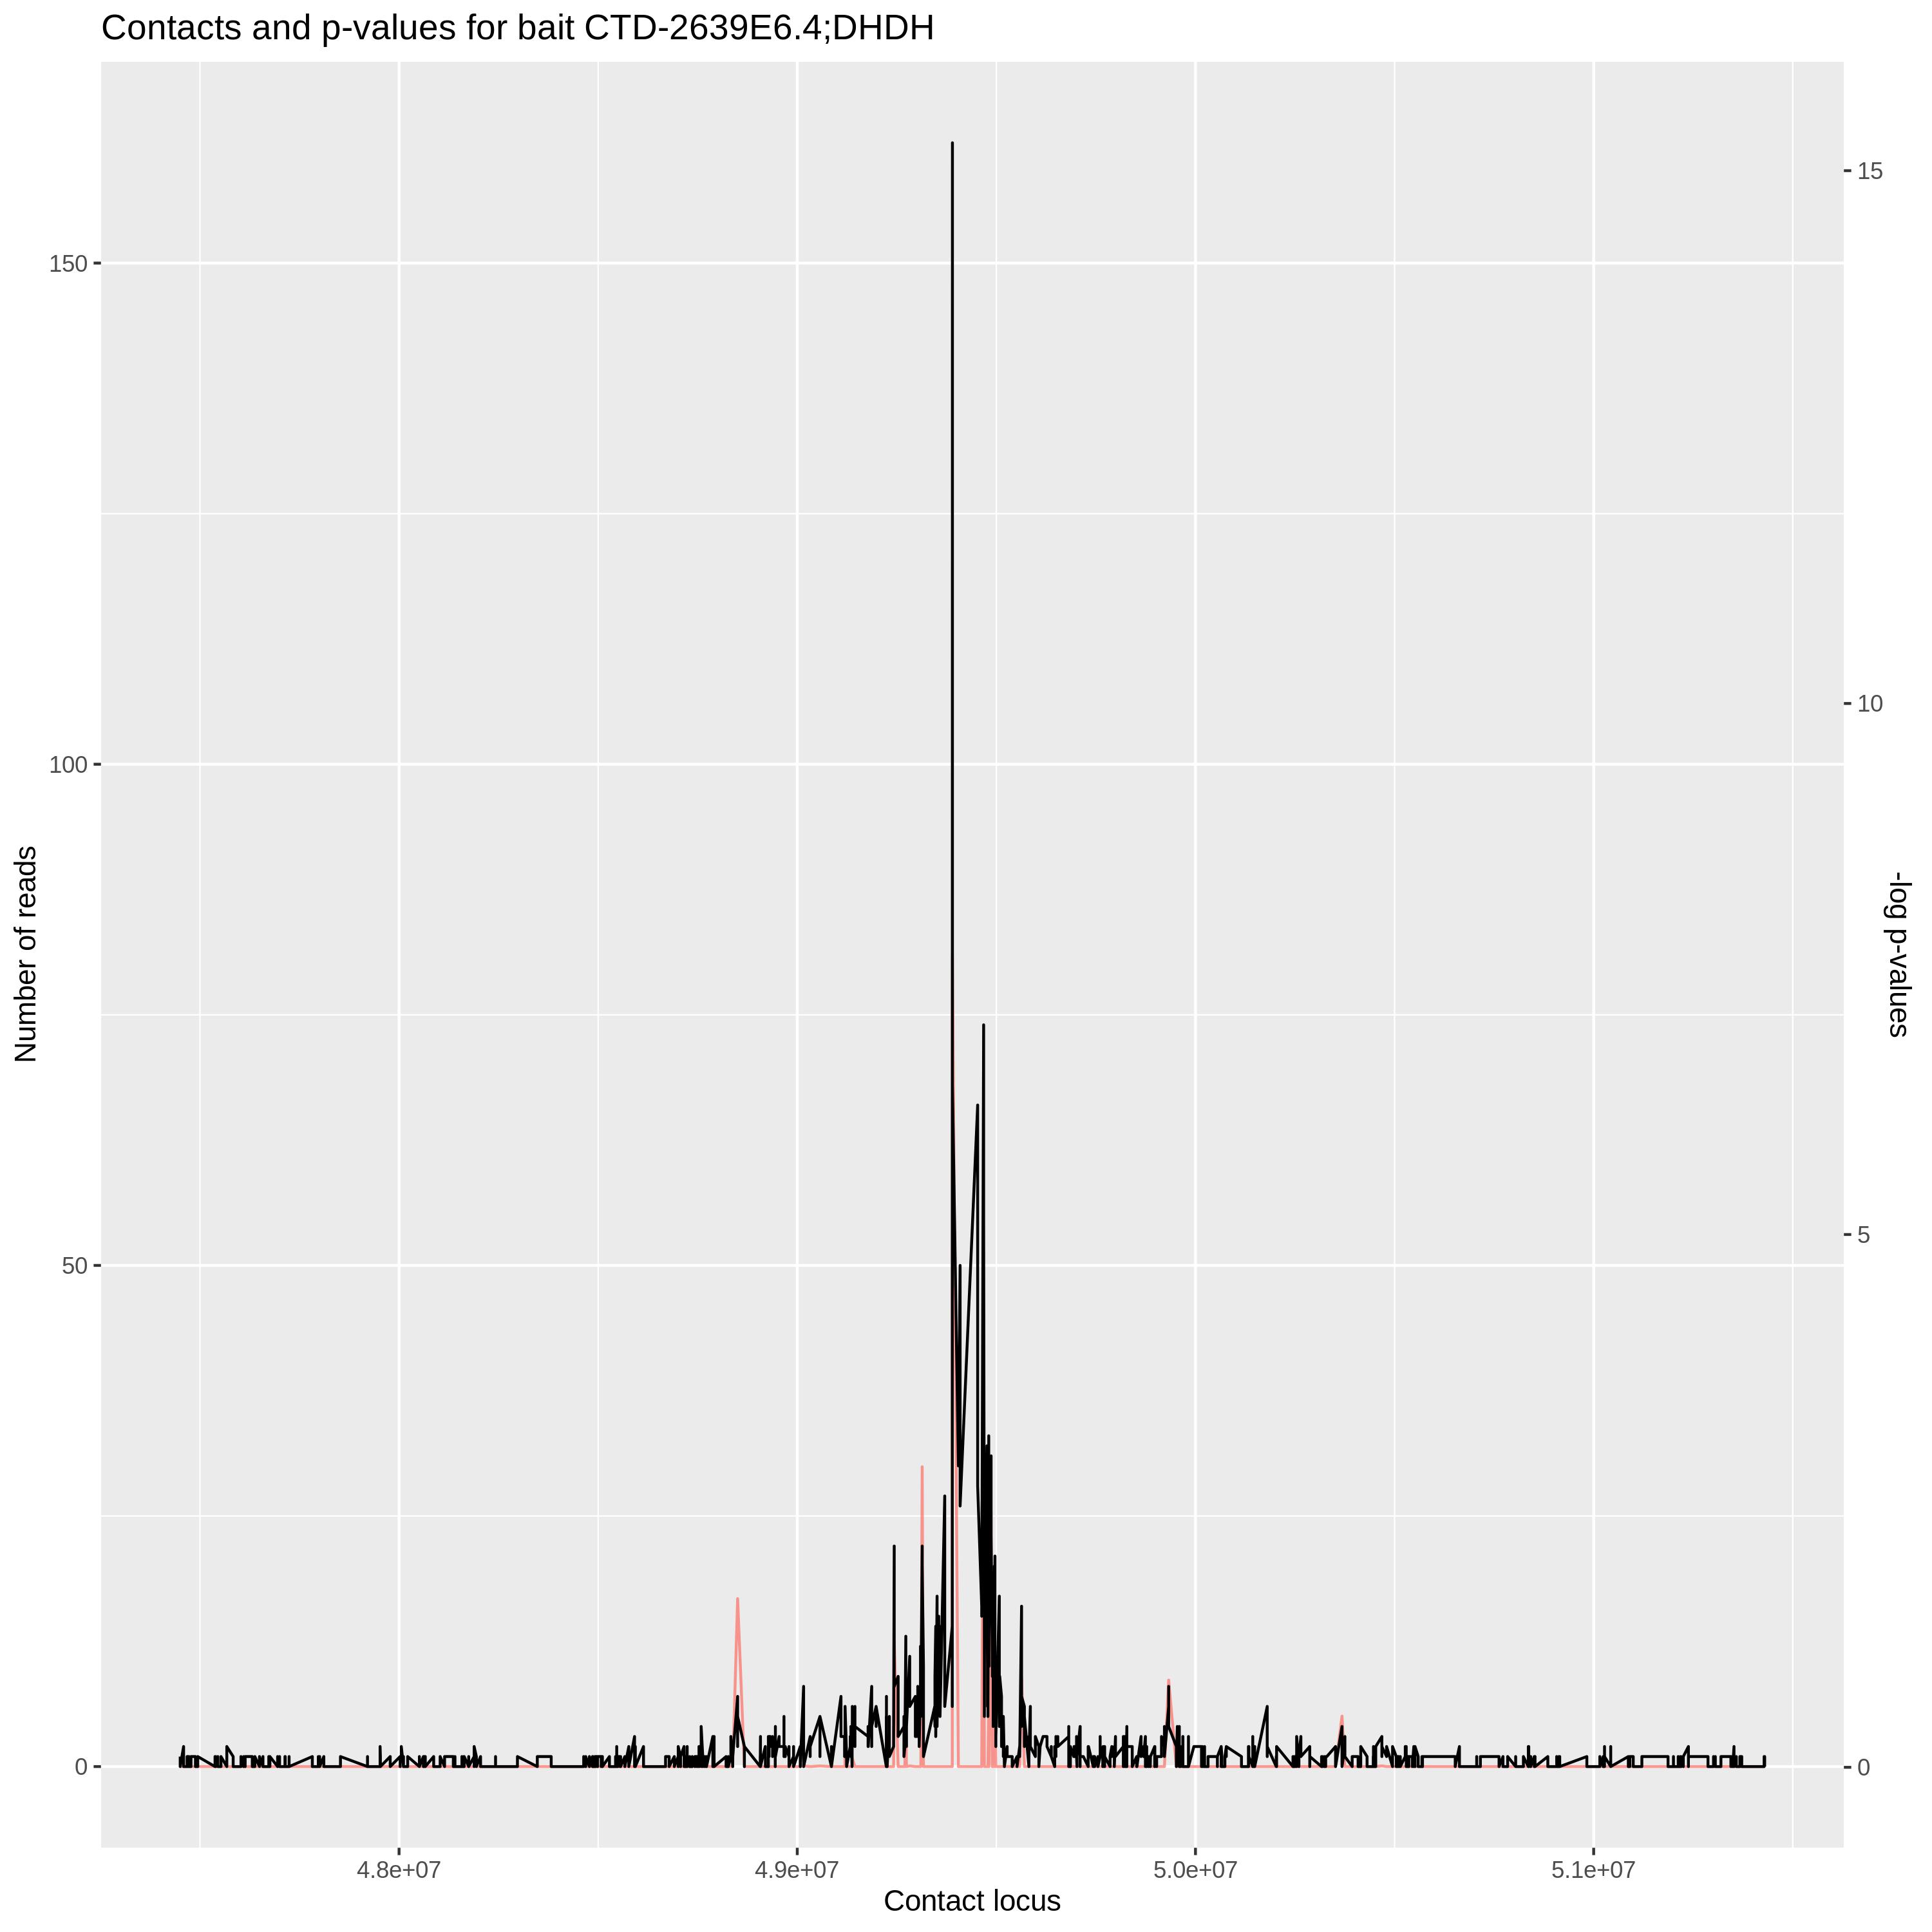 Contacts and p-values for bait CTD-2639E6.4;DHDH
150
100
50
0
15
10
5
0
Number of reads
-log p-values
4.8e+07
4.9e+07
5.0e+07
5.1e+07
Contact locus